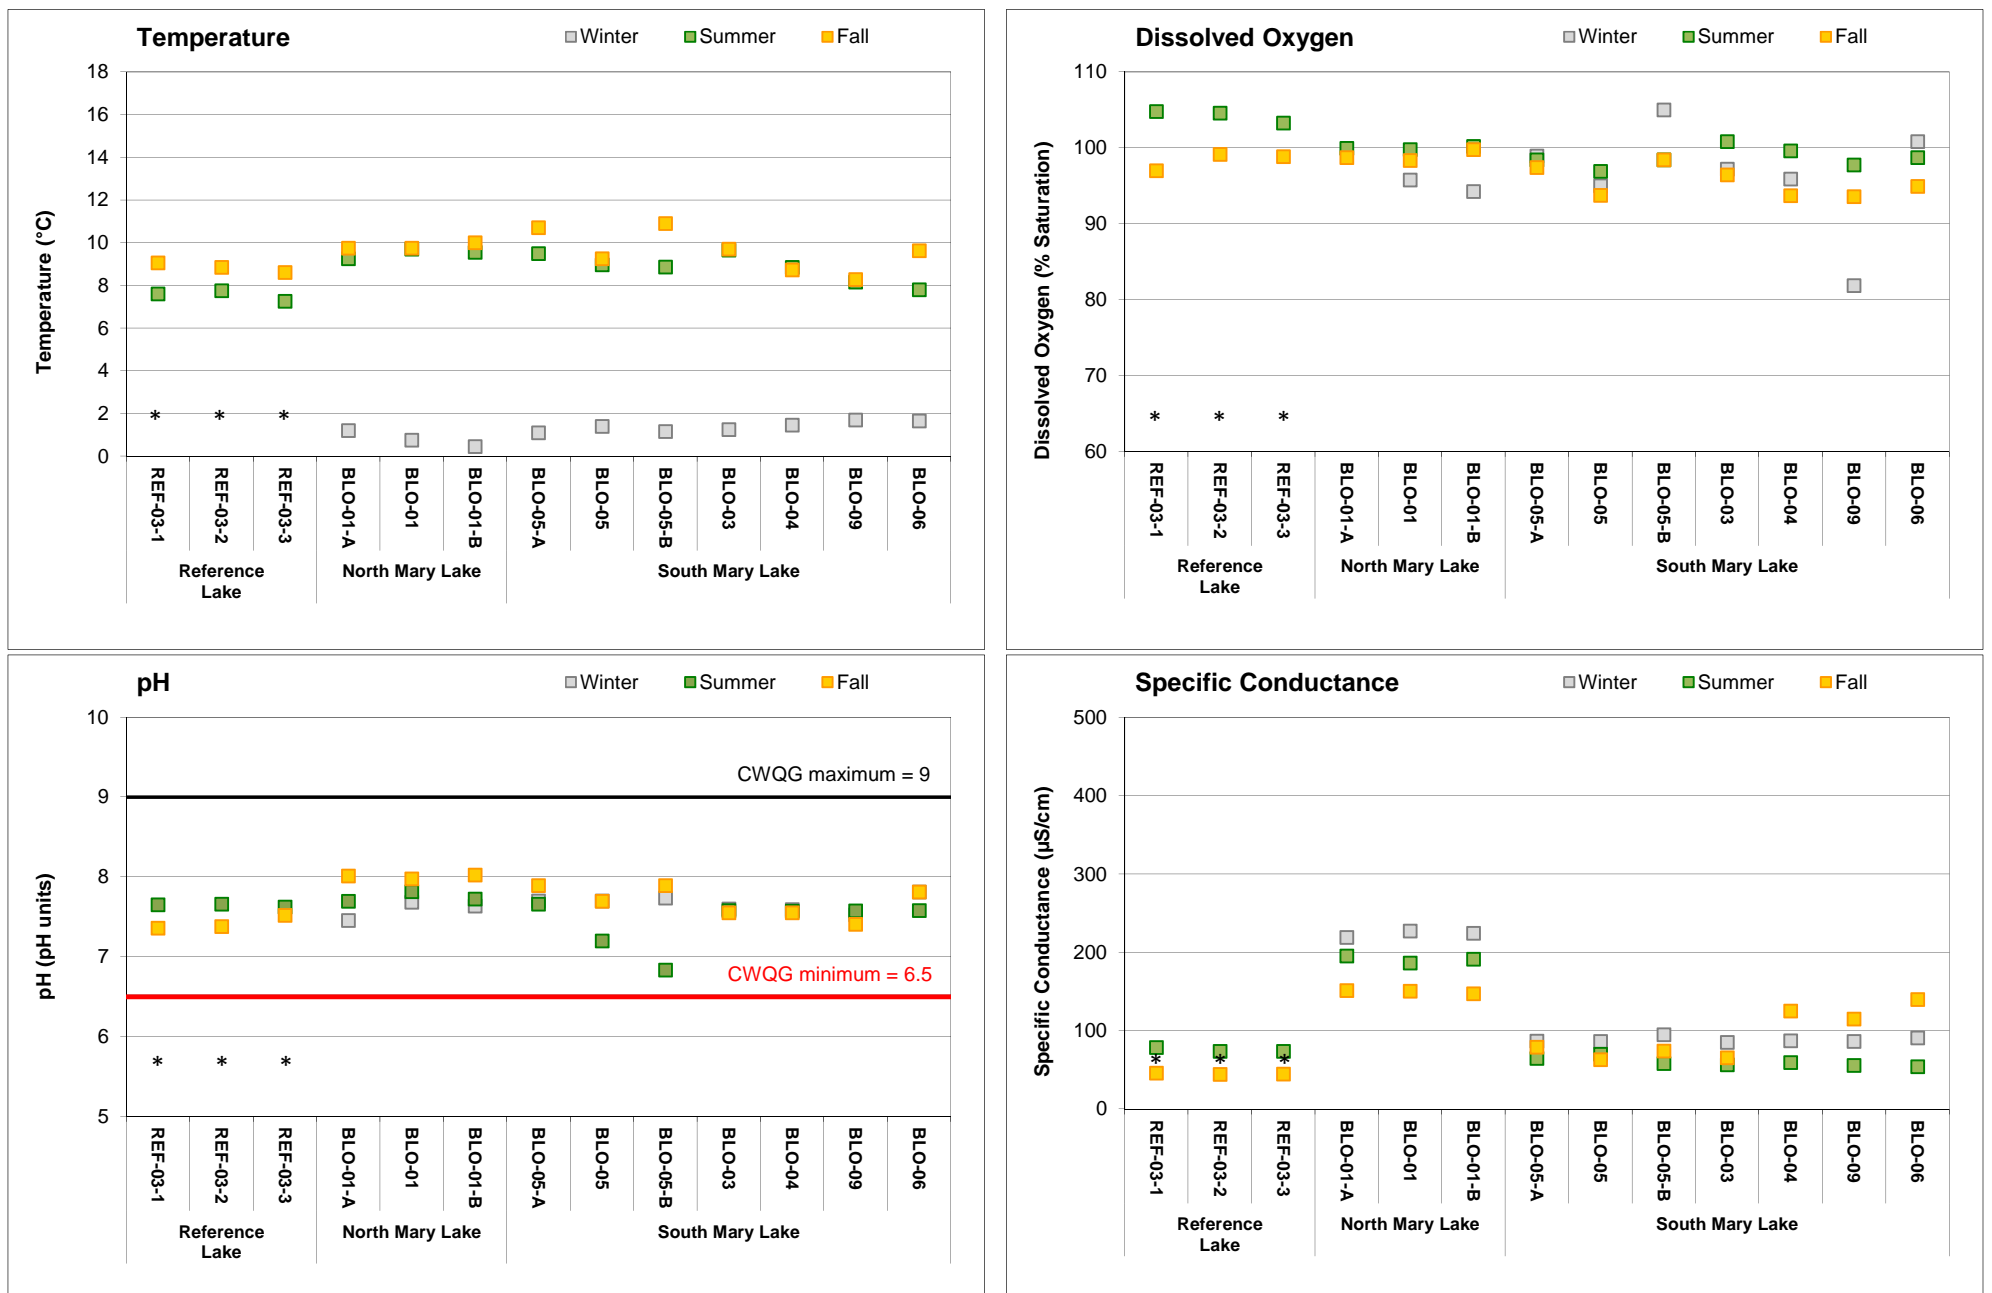 Temperature
Winter Summer Fall
18
16
14
12
10
8
6
4
2
0
Temperature (°C)
* * *
REF-03-1
REF-03-2
REF-03-3
BLO-01-A
BLO-01
BLO-01-B
BLO-05-A
BLO-05
BLO-05-B
BLO-03
BLO-04
BLO-09
BLO-06
Reference
Lake
North Mary Lake
South Mary Lake
Dissolved Oxygen
Winter Summer Fall
110
100
90
80
70
60
Dissolved Oxygen (% Saturation)
* * *
REF-03-1
REF-03-2
REF-03-3
BLO-01-A
BLO-01
BLO-01-B
BLO-05-A
BLO-05
BLO-05-B
BLO-03
BLO-04
BLO-09
BLO-06
Reference
Lake
North Mary Lake
South Mary Lake
pH
Winter Summer Fall
10
9
8
7
6
5
pH (pH units)
CWQG maximum = 9
CWQG minimum = 6.5
* * *
REF-03-1
REF-03-2
REF-03-3
BLO-01-A
BLO-01
BLO-01-B
BLO-05-A
BLO-05
BLO-05-B
BLO-03
BLO-04
BLO-09
BLO-06
Reference
Lake
North Mary Lake
South Mary Lake
Specific Conductance
Winter Summer Fall
500
400
300
200
100
0
Specific Conductance (µS/cm)
* * *
REF-03-1
REF-03-2
REF-03-3
BLO-01-A
BLO-01
BLO-01-B
BLO-05-A
BLO-05
BLO-05-B
BLO-03
BLO-04
BLO-09
BLO-06
Reference
Lake
North Mary Lake
South Mary Lake